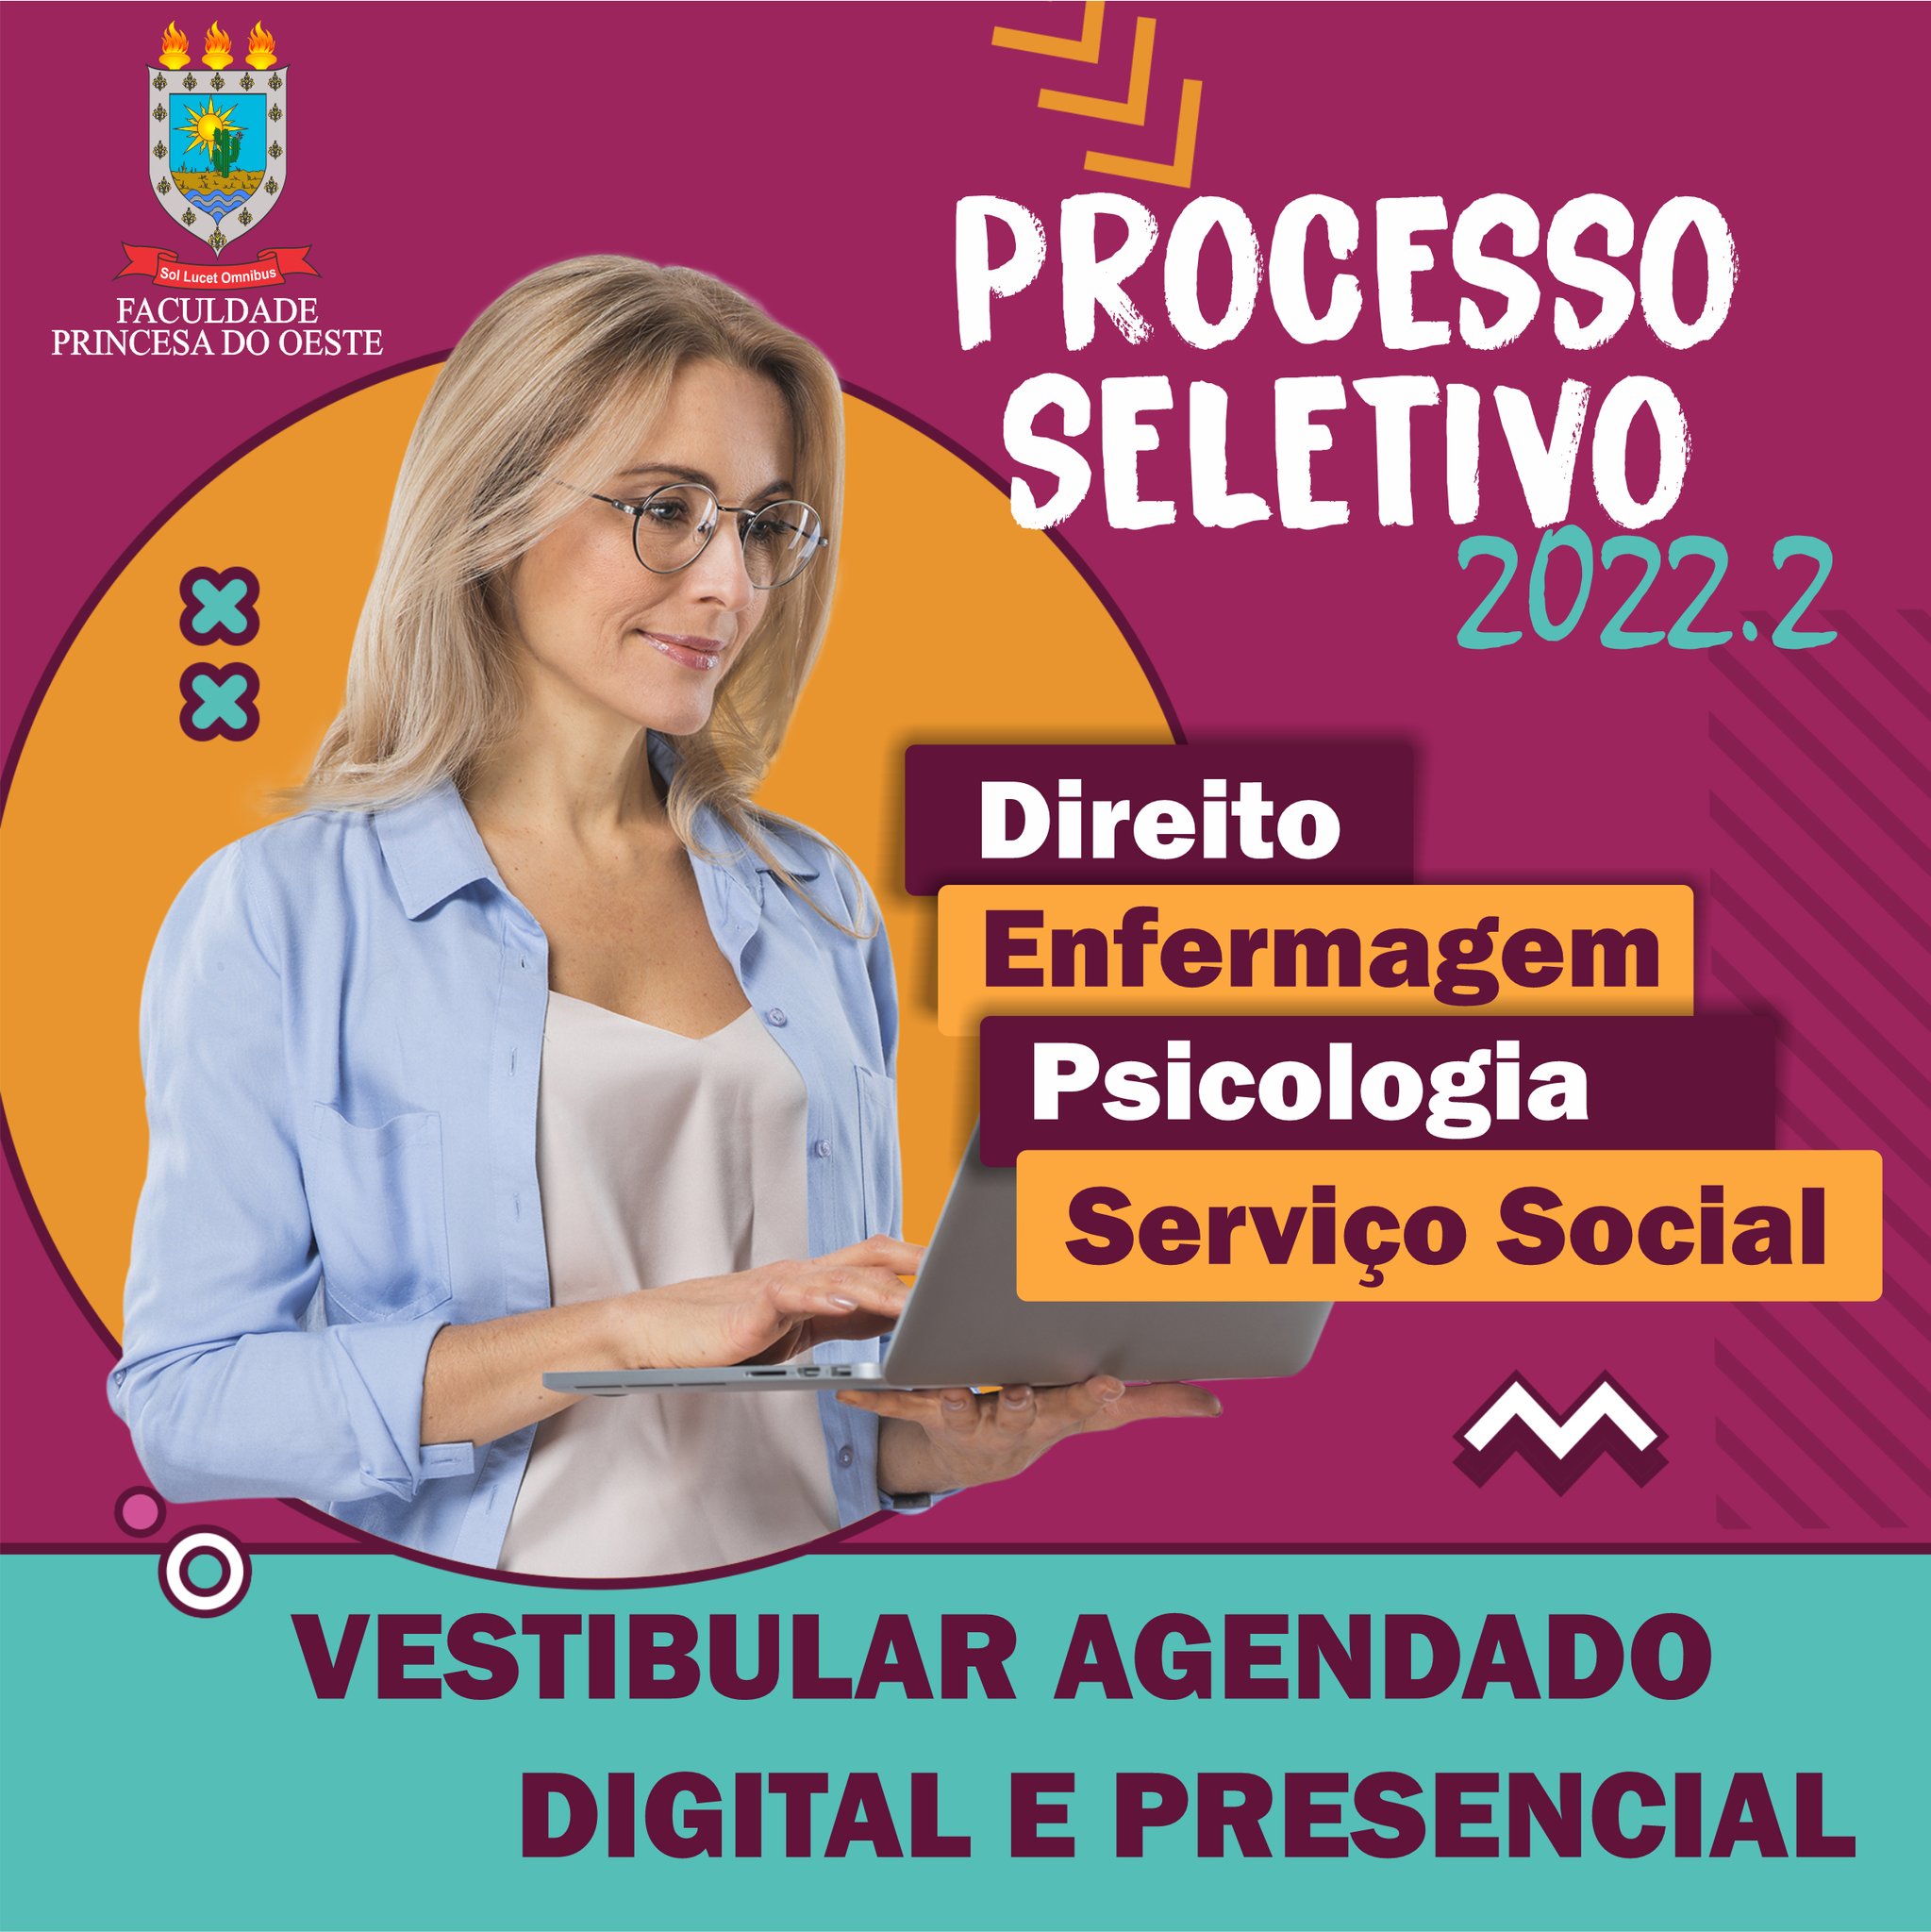 Sol Lucet Omnibus
FACULDADE
PRINCESA DO OESTE
PROCESSO
SELETIVO
2022.2
Direito
Enfermagem
Psicologia
Serviço Social
VESTIBULAR AGENDADO
DIGITAL E PRESENCIAL